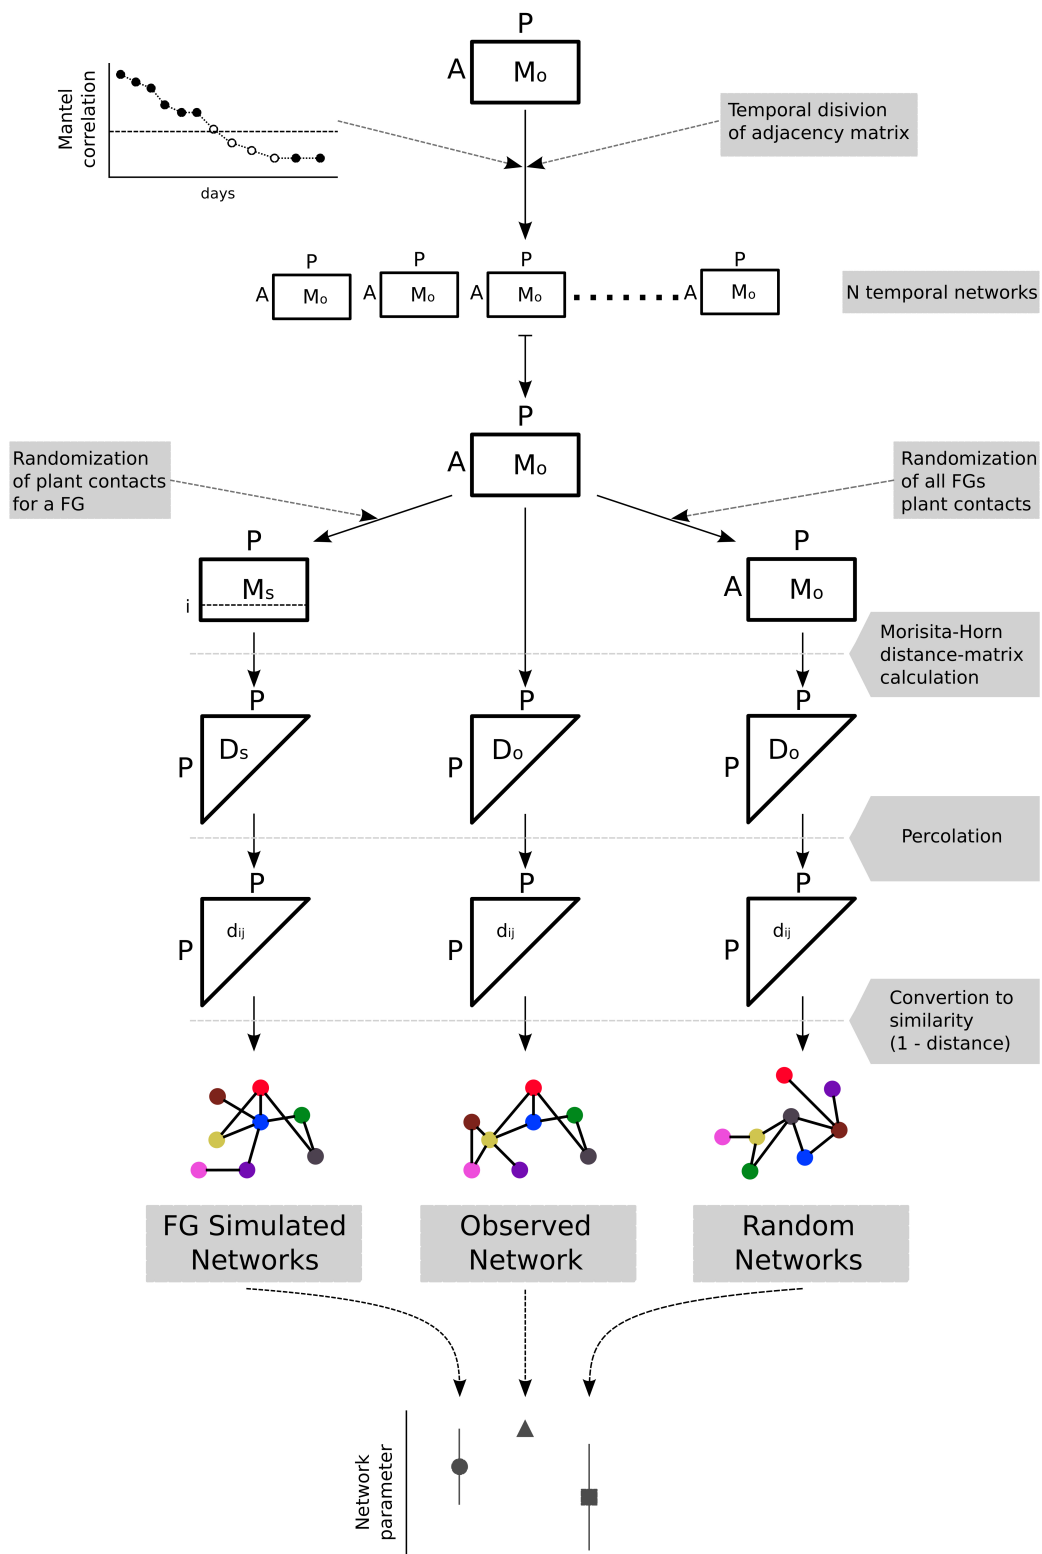 P
A
Mo
Mantel
correlation
days
Temporal disivion
of adjacency matrix
P
P
P
P
A
Mo
A
Mo
A
Mo
A
Mo
N temporal networks
P
A
Mo
Randomization
of plant contacts
for a FG
Randomization
of all FGs
plant contacts
P
Ms
i
P
A
Mo
Morisita-Horn
distance-matrix
calculation
P
P
P
P
Ds
P
Do
P
Do
Percolation
P
P
P
P
dij
P
dij
P
dij
Convertion to
similarity
(1 - distance)
FG Simulated
Networks
Observed
Network
Random
Networks
Network
parameter